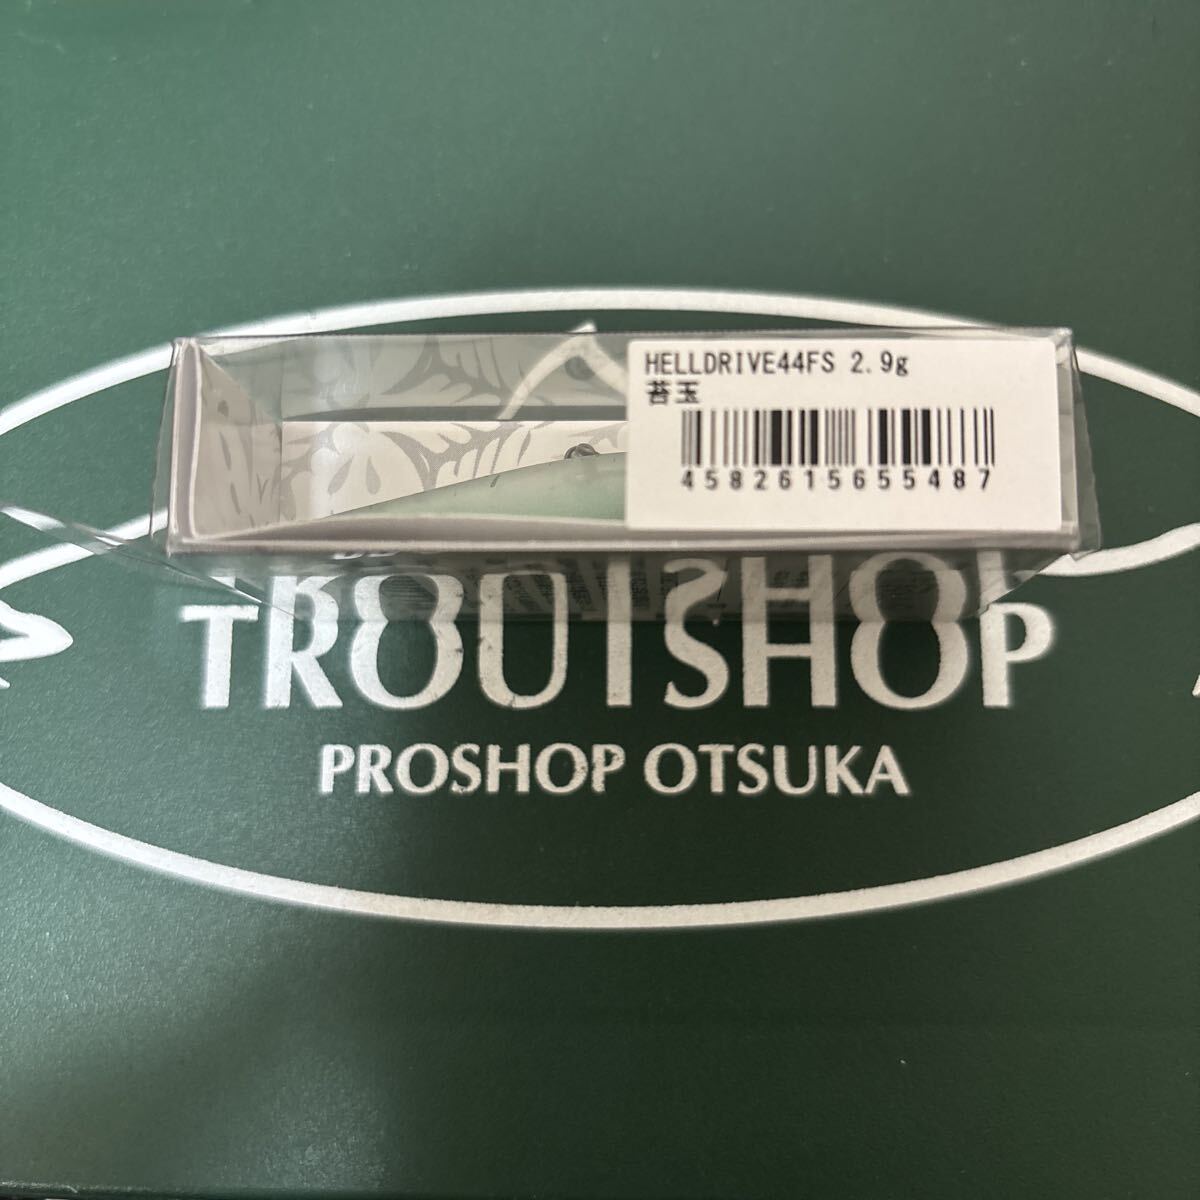 HELLDRIVE44FS 2.9g
苔玉
4582615655487
TROUTSHOP
PROSHOP OTSUKA